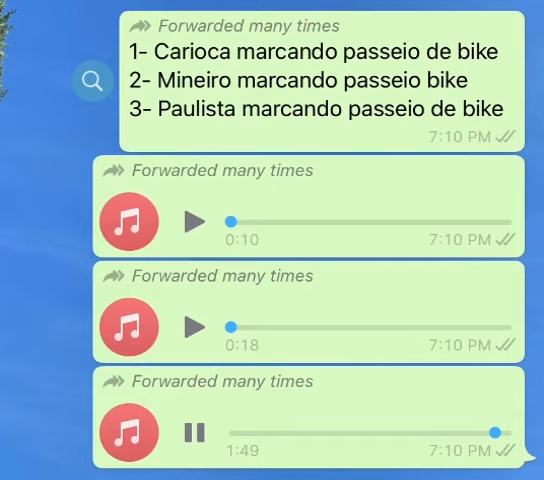 Forwarded many times
1- Carioca marcando passeio de bike
2- Mineiro marcando passeio bike
3- Paulista marcando passeio de bike
7:10 PM
Forwarded many times
0:10 7:10 PM
Forwarded many times
0:18 7:10 PM
Forwarded many times
1:49 7:10 PM